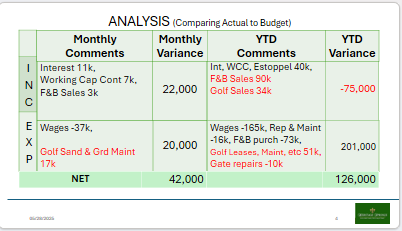 ANALYSIS (Comparing Actual to Budget)
Monthly Comments
Monthly Variance
YTD Comments
YTD Variance
INC
Interest 11k,
Working Cap Cont 7k,
F&B Sales 3k
22,000
Int, WCC, Estoppel 40k,
F&B Sales 90k
Golf Sales 34k
-75,000
EXP
Wages -37k,
Golf Sand & Grd Maint
17k
20,000
Wages -165k, Rep & Maint
-16k, F&B purch -73k,
Golf Leases, Maint, etc 51k,
Gate repairs -10k
201,000
NET
42,000
126,000
4